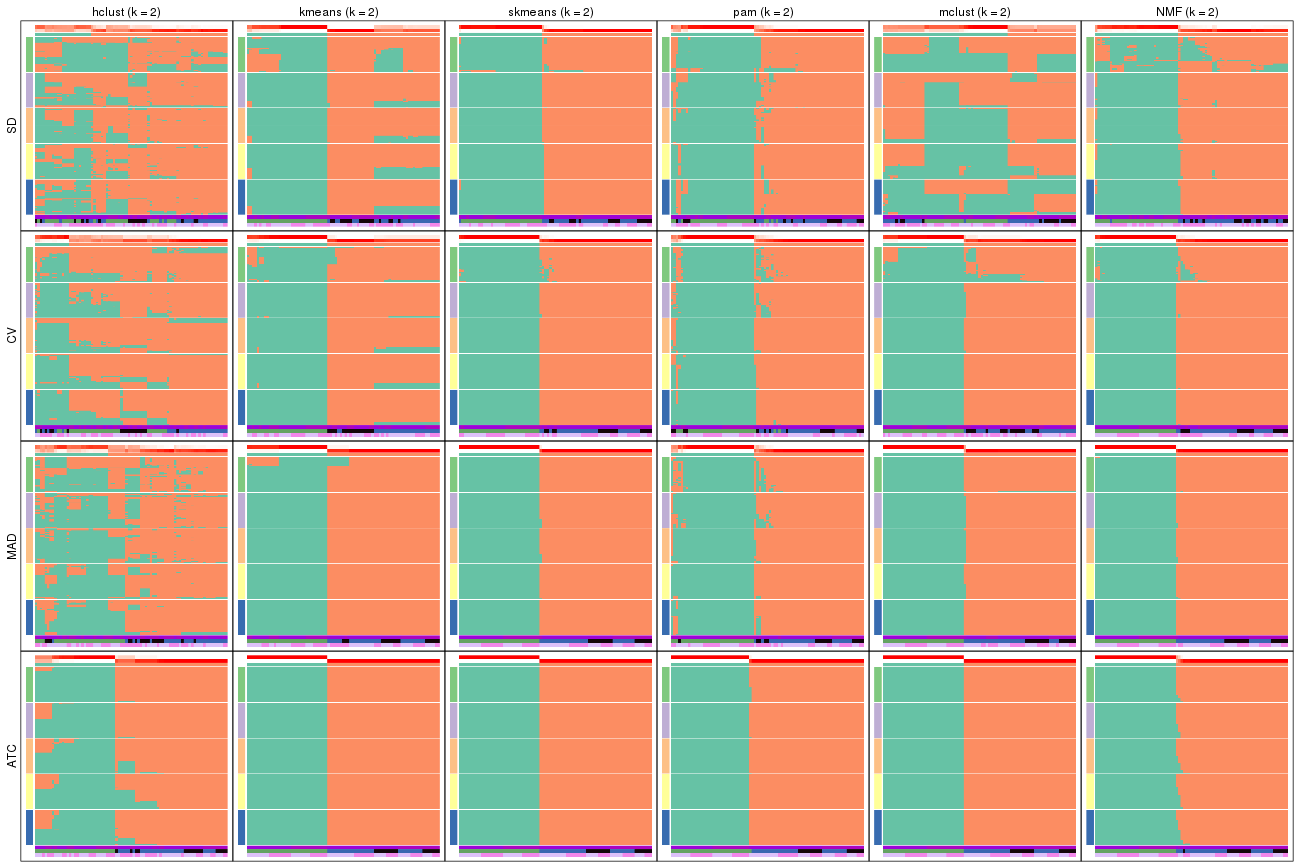 hclust (k = 2) kmeans (k = 2) skmeans (k = 2) pam (k = 2) mclust (k = 2) NMF (k = 2)
SD
CV
MAD
ATC